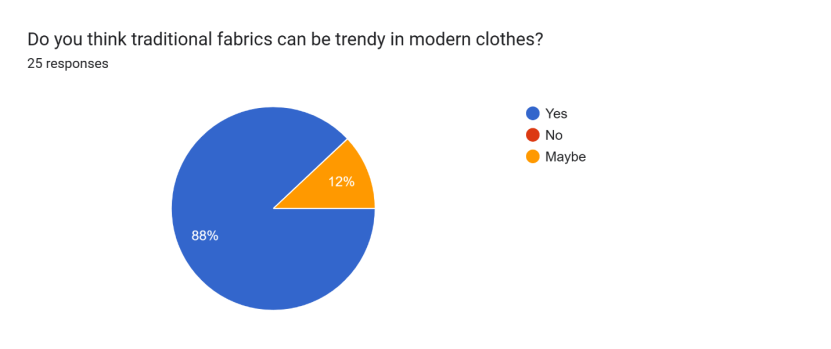 Do you think traditional fabrics can be trendy in modern clothes?
25 responses
Yes
No
Maybe
12%
88%